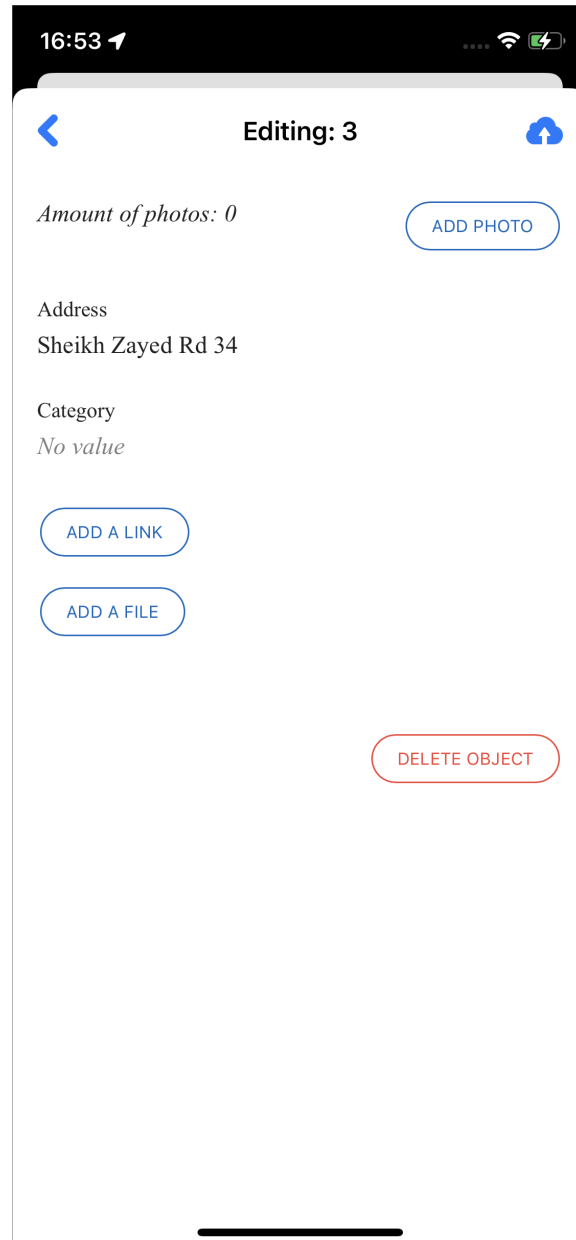 16:53
Editing: 3
Amount of photos: 0
ADD PHOTO
Address
Sheikh Zayed Rd 34
Category
No value
ADD A LINK
ADD A FILE
DELETE OBJECT